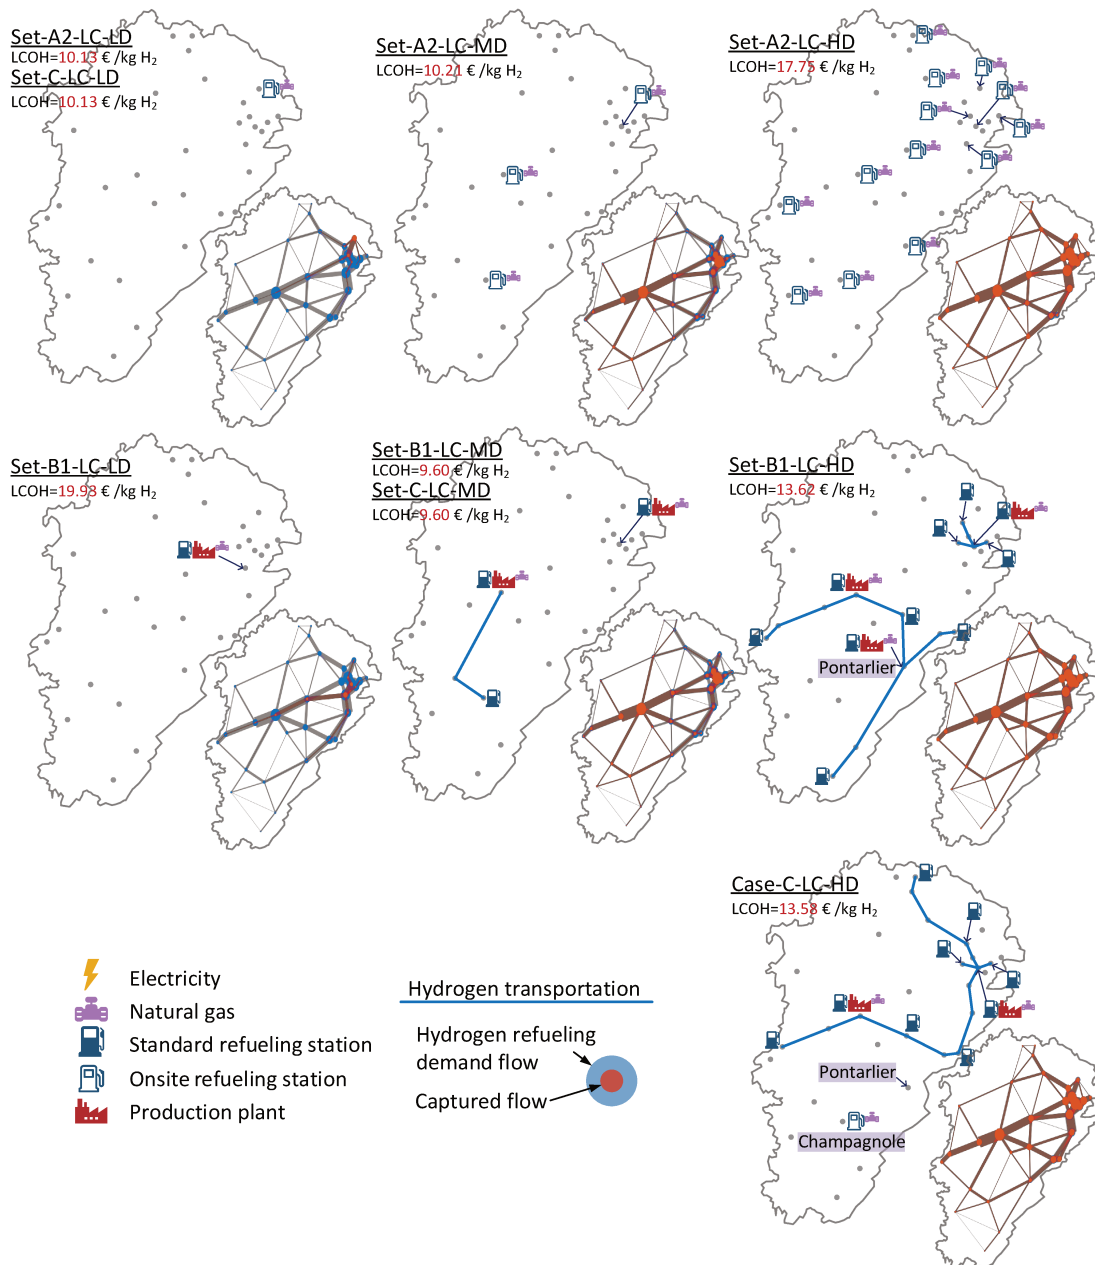 Set-A2-LC-LD
LCOH=10.13 € /kg H₂
Set-C-LC-LD
LCOH=10.13 € /kg H₂
Set-A2-LC-MD
LCOH=10.21 € /kg H₂
Set-A2-LC-HD
LCOH=17.75 € /kg H₂
Set-B1-LC-LD
LCOH=19.98 € /kg H₂
Set-B1-LC-MD
LCOH=9.60 € /kg H₂
Set-C-LC-MD
LCOH=9.60 € /kg H₂
Set-B1-LC-HD
LCOH=13.62 € /kg H₂
Pontarlier
Case-C-LC-HD
LCOH=13.58 € /kg H₂
Pontarlier
Champagnole
Electricity
Natural gas
Standard refueling station
Onsite refueling station
Production plant
Hydrogen transportation
Hydrogen refueling
demand flow
Captured flow